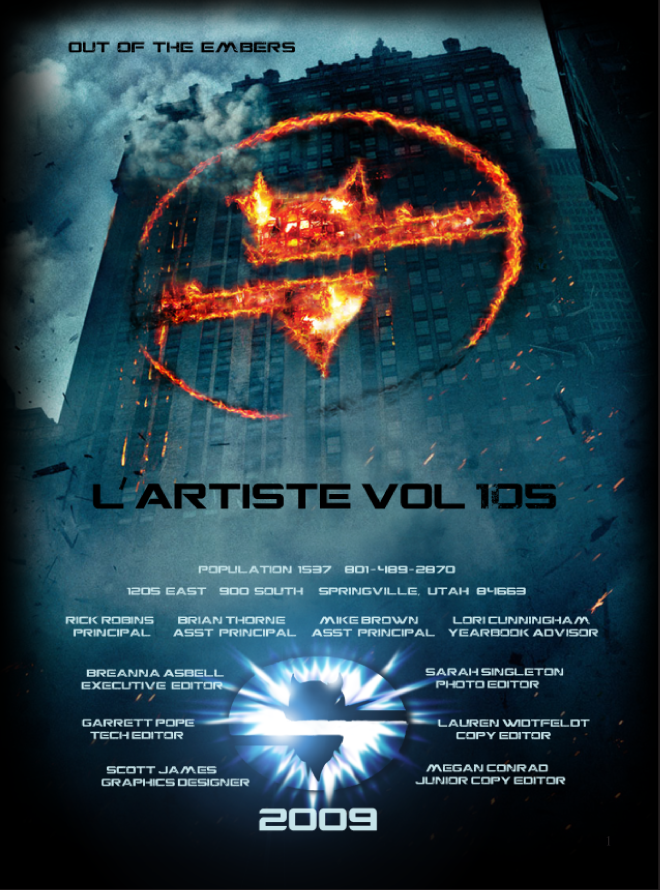 OUT OF THE EMBERS
L'ARTISTE VOL 105
POPULATION 1537 801-489-2870
1205 EAST 900 SOUTH SPRINGVILLE, UTAH 84663
RICK ROBINS BRIAN THORNE MIKE BROWN LORI CUNNINGHAM
PRINCIPAL ASST PRINCIPAL ASST PRINCIPAL YEARBOOK ADVISOR
BREANNA ASBELL SARAH SINGLETON
EXECUTIVE EDITOR PHOTO EDITOR
GARRETT POPE LAUREN WIDTFELDT
TECH EDITOR COPY EDITOR
SCOTT JAMES MEGAN CONRAD
GRAPHICS DESIGNER JUNIOR COPY EDITOR
2009